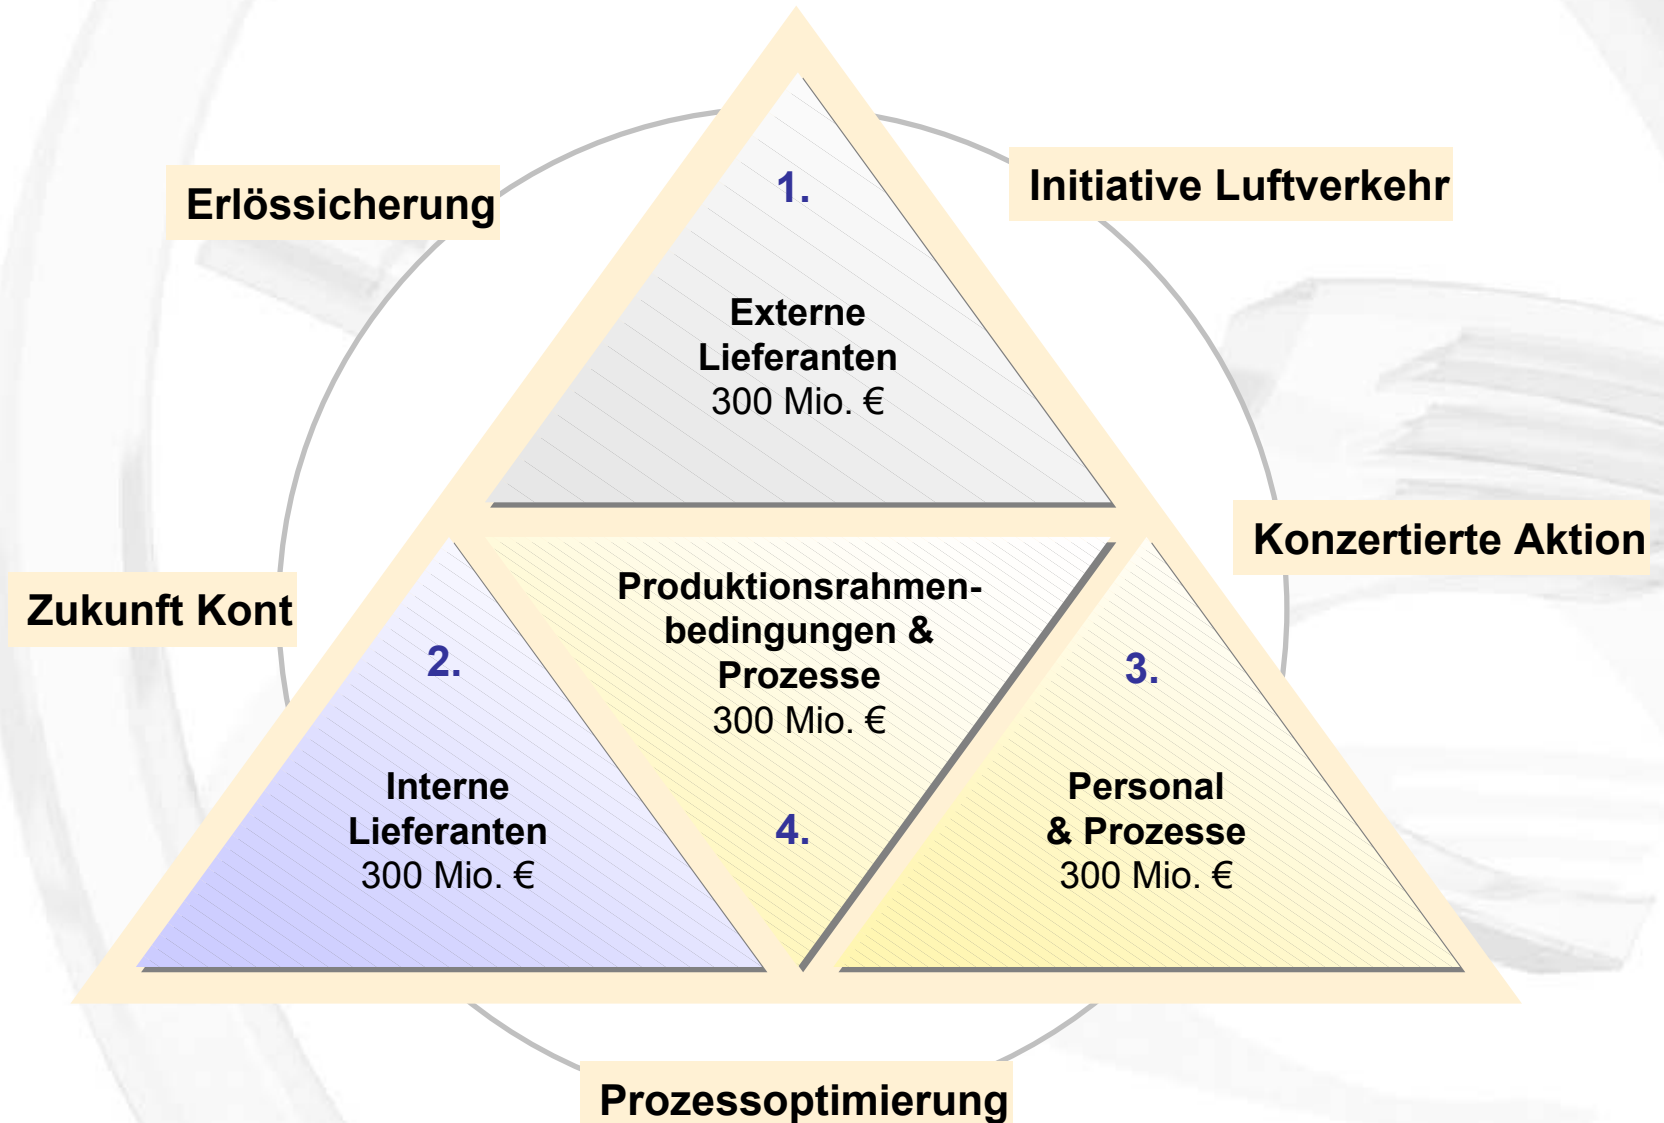 Erlössicherung
Initiative Luftverkehr
1.
Externe
Lieferanten
300 Mio. €
Konzertierte Aktion
Zukunft Kont
Produktionsrahmen-
bedingungen &
Prozesse
300 Mio. €
4.
2.
Interne
Lieferanten
300 Mio. €
3.
Personal
& Prozesse
300 Mio. €
Prozessoptimierung